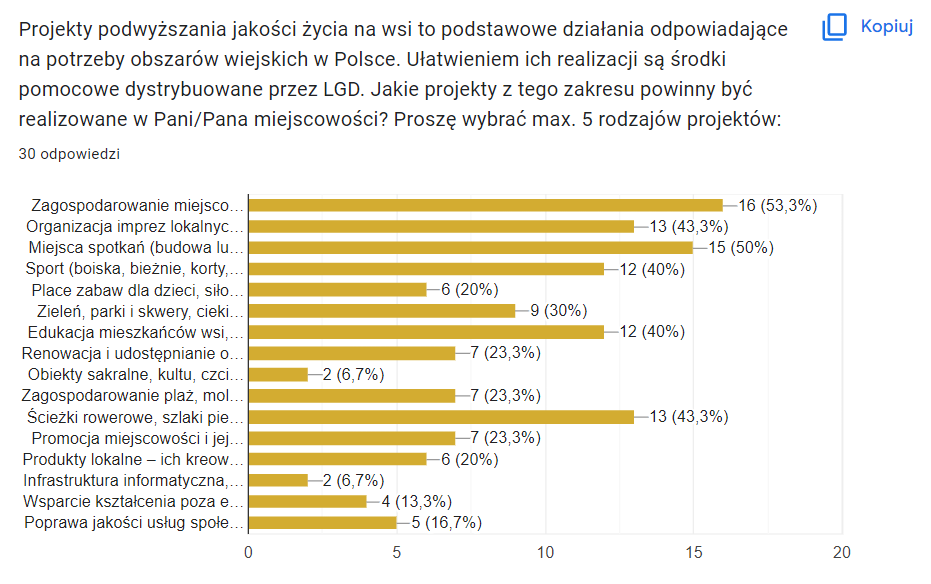 Projekty podwyższania jakości życia na wsi to podstawowe działania odpowiadające
na potrzeby obszarów wiejskich w Polsce. Ułatwieniem ich realizacji są środki
pomocowe dystrybuowane przez LGD. Jakie projekty z tego zakresu powinny być
realizowane w Pani/Pana miejscowości? Proszę wybrać max. 5 rodzajów projektów:
Kopiuj
30 odpowiedzi
Zagospodarowanie miejsco… 16 (53,3%)
Organizacja imprez lokalnyc… 13 (43,3%)
Miejsca spotkań (budowa lu… 15 (50%)
Sport (boiska, bieżnie, korty,… 12 (40%)
Place zabaw dla dzieci, siło… 6 (20%)
Zieleń, parki i skwery, cieki… 9 (30%)
Edukacja mieszkańców wsi,… 12 (40%)
Renowacja i udostępnianie o… 7 (23,3%)
Obiekty sakralne, kultu, czci… 2 (6,7%)
Zagospodarowanie plaż, mol… 7 (23,3%)
Ścieżki rowerowe, szlaki pie… 13 (43,3%)
Promocja miejscowości i jej… 7 (23,3%)
Produkty lokalne – ich kreow… 6 (20%)
Infrastruktura informatyczna,… 2 (6,7%)
Wsparcie kształcenia poza e… 4 (13,3%)
Poprawa jakości usług społe… 5 (16,7%)
0 5 10 15 20